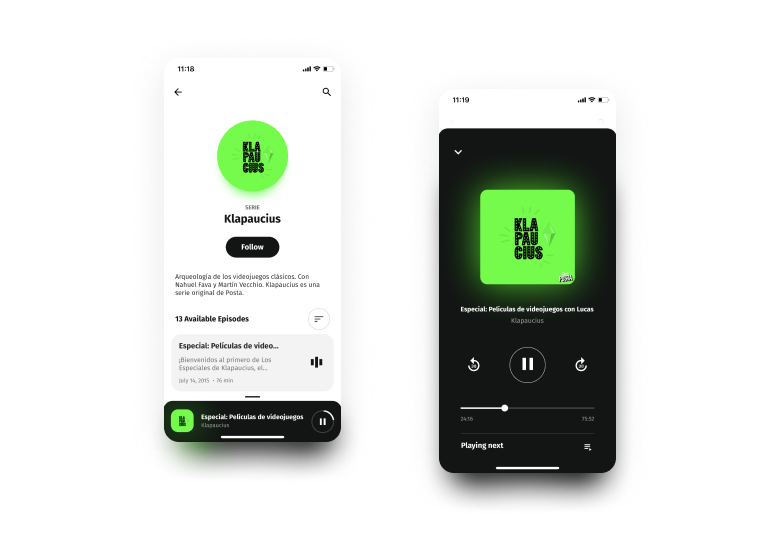 11:18
KLA
PAU
CIUS
SERIE
Klapaucius
Follow
Arqueología de los videojuegos clásicos. Con
Nahuel Fava y Martín Vecchio. Klapaucius es una
serie original de Posta.
13 Available Episodes
Especial: Películas de video...
¡Bienvenidos al primero de Los
Especiales de Klapaucius, el...
July 14, 2015 • 76 min
Especial: Películas de videojuegos
Klapaucius
11:19
KLA
PAU
CIUS
POSTA
Especial: Películas de videojuegos con Lucas
Klapaucius
24:16
75:52
Playing next